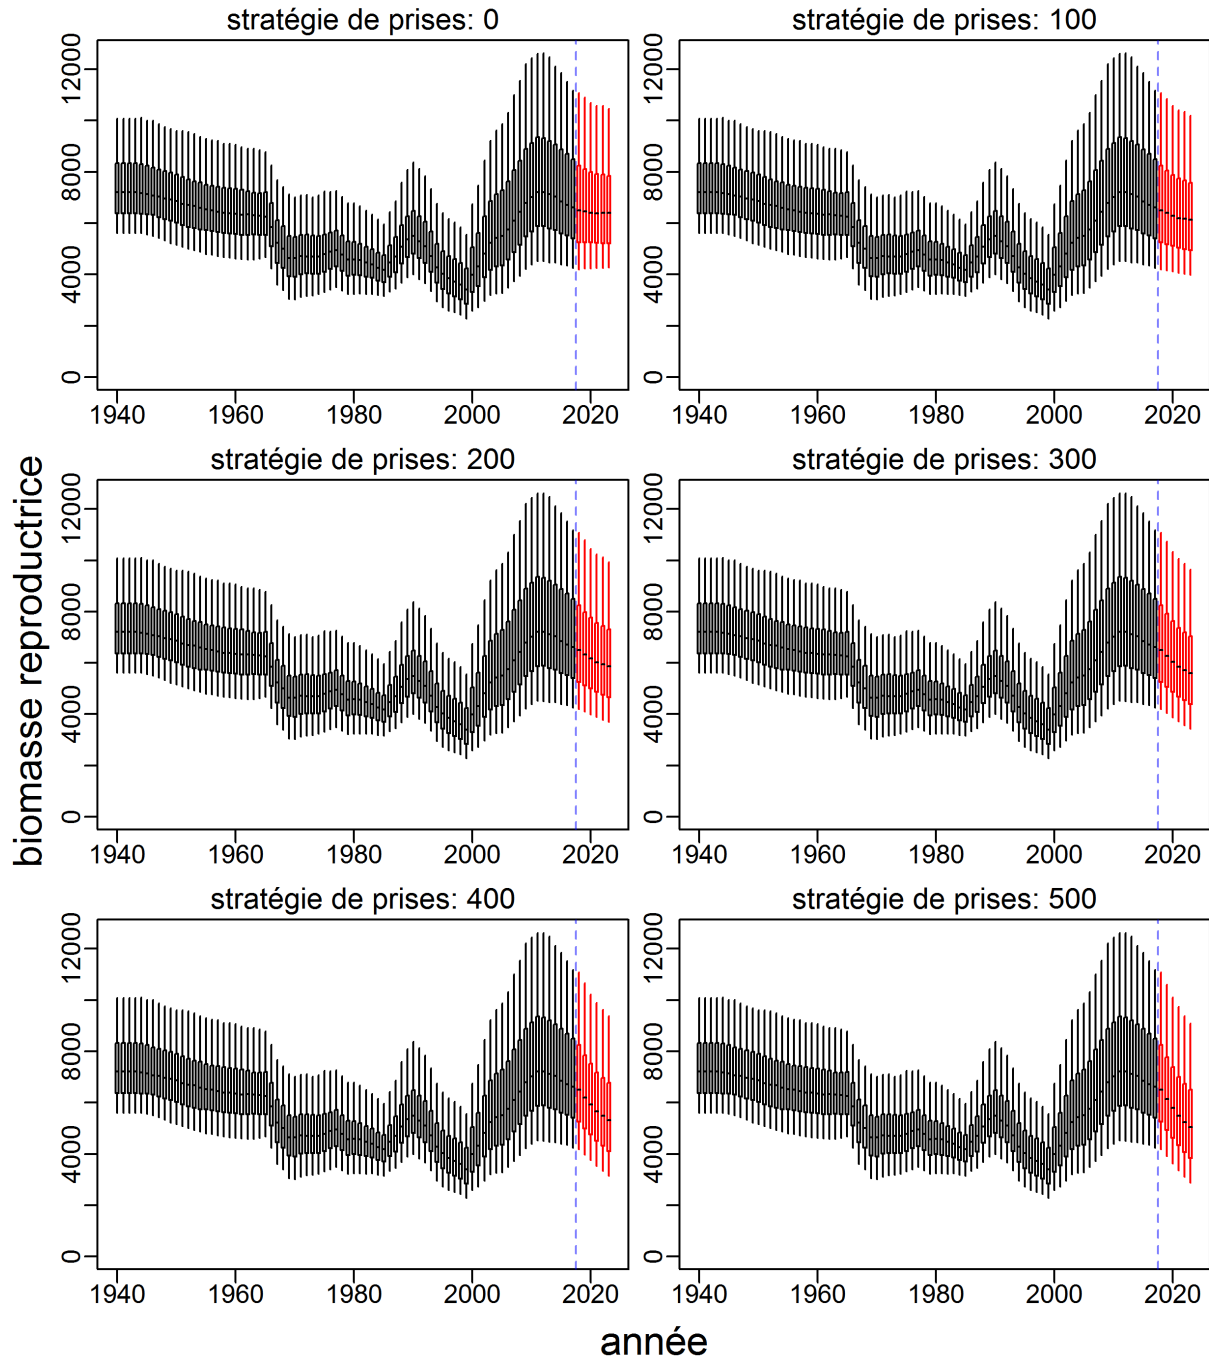 stratégie de prises: 0
12000
8000
4000
0
1940 1960 1980 2000 2020
stratégie de prises: 100
12000
8000
4000
0
1940 1960 1980 2000 2020
stratégie de prises: 200
12000
8000
4000
0
1940 1960 1980 2000 2020
stratégie de prises: 300
12000
8000
4000
0
1940 1960 1980 2000 2020
stratégie de prises: 400
12000
8000
4000
0
1940 1960 1980 2000 2020
stratégie de prises: 500
12000
8000
4000
0
1940 1960 1980 2000 2020
biomasse reproductrice
année